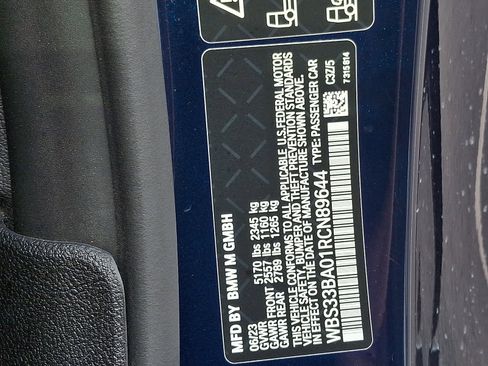 MFD BY BMW M GMBH
06/23
GVWR 5170 lbs 2345 kg
GAWR FRONT 2557 lbs 1160 kg
GAWR REAR 2789 lbs 1265 kg
THIS VEHICLE CONFORMS TO ALL APPLICABLE U.S.FEDERAL MOTOR
VEHICLE SAFETY, BUMPER AND THEFT PREVENTION STANDARDS
IN EFFECT ON THE DATE OF MANUFACTURE SHOWN ABOVE.
WBS33BA01RCN89644 TYPE: PASSENGER CAR
C3Z/5
7315614